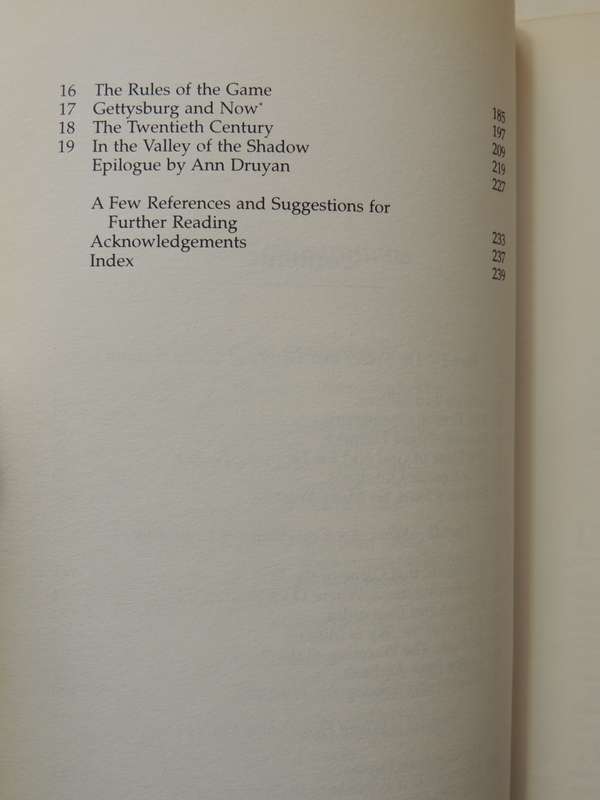 16 The Rules of the Game 185
17 Gettysburg and Now* 197
18 The Twentieth Century 209
19 In the Valley of the Shadow 219
Epilogue by Ann Druyan 227
A Few References and Suggestions for
Further Reading 233
Acknowledgements 237
Index 239